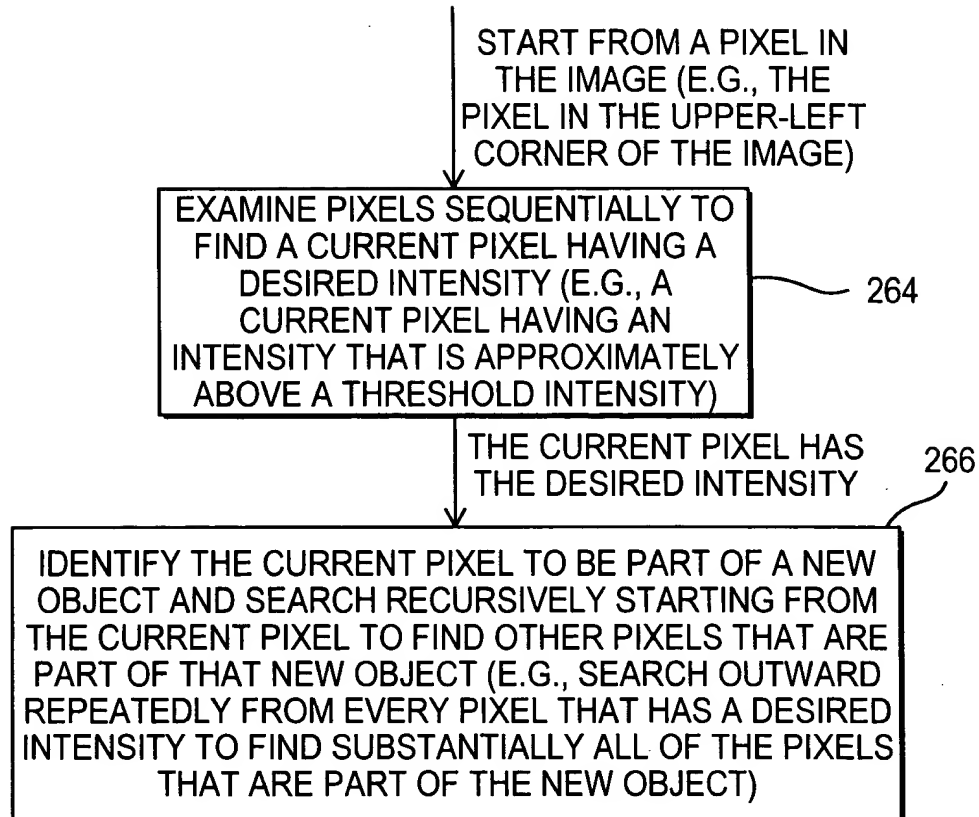 START FROM A PIXEL IN
THE IMAGE (E.G., THE
PIXEL IN THE UPPER-LEFT
CORNER OF THE IMAGE)
EXAMINE PIXELS SEQUENTIALLY TO
FIND A CURRENT PIXEL HAVING A
DESIRED INTENSITY (E.G., A
CURRENT PIXEL HAVING AN
INTENSITY THAT IS APPROXIMATELY
ABOVE A THRESHOLD INTENSITY)
264
THE CURRENT PIXEL HAS
THE DESIRED INTENSITY
266
IDENTIFY THE CURRENT PIXEL TO BE PART OF A NEW
OBJECT AND SEARCH RECURSIVELY STARTING FROM
THE CURRENT PIXEL TO FIND OTHER PIXELS THAT ARE
PART OF THAT NEW OBJECT (E.G., SEARCH OUTWARD
REPEATEDLY FROM EVERY PIXEL THAT HAS A DESIRED
INTENSITY TO FIND SUBSTANTIALLY ALL OF THE PIXELS
THAT ARE PART OF THE NEW OBJECT)